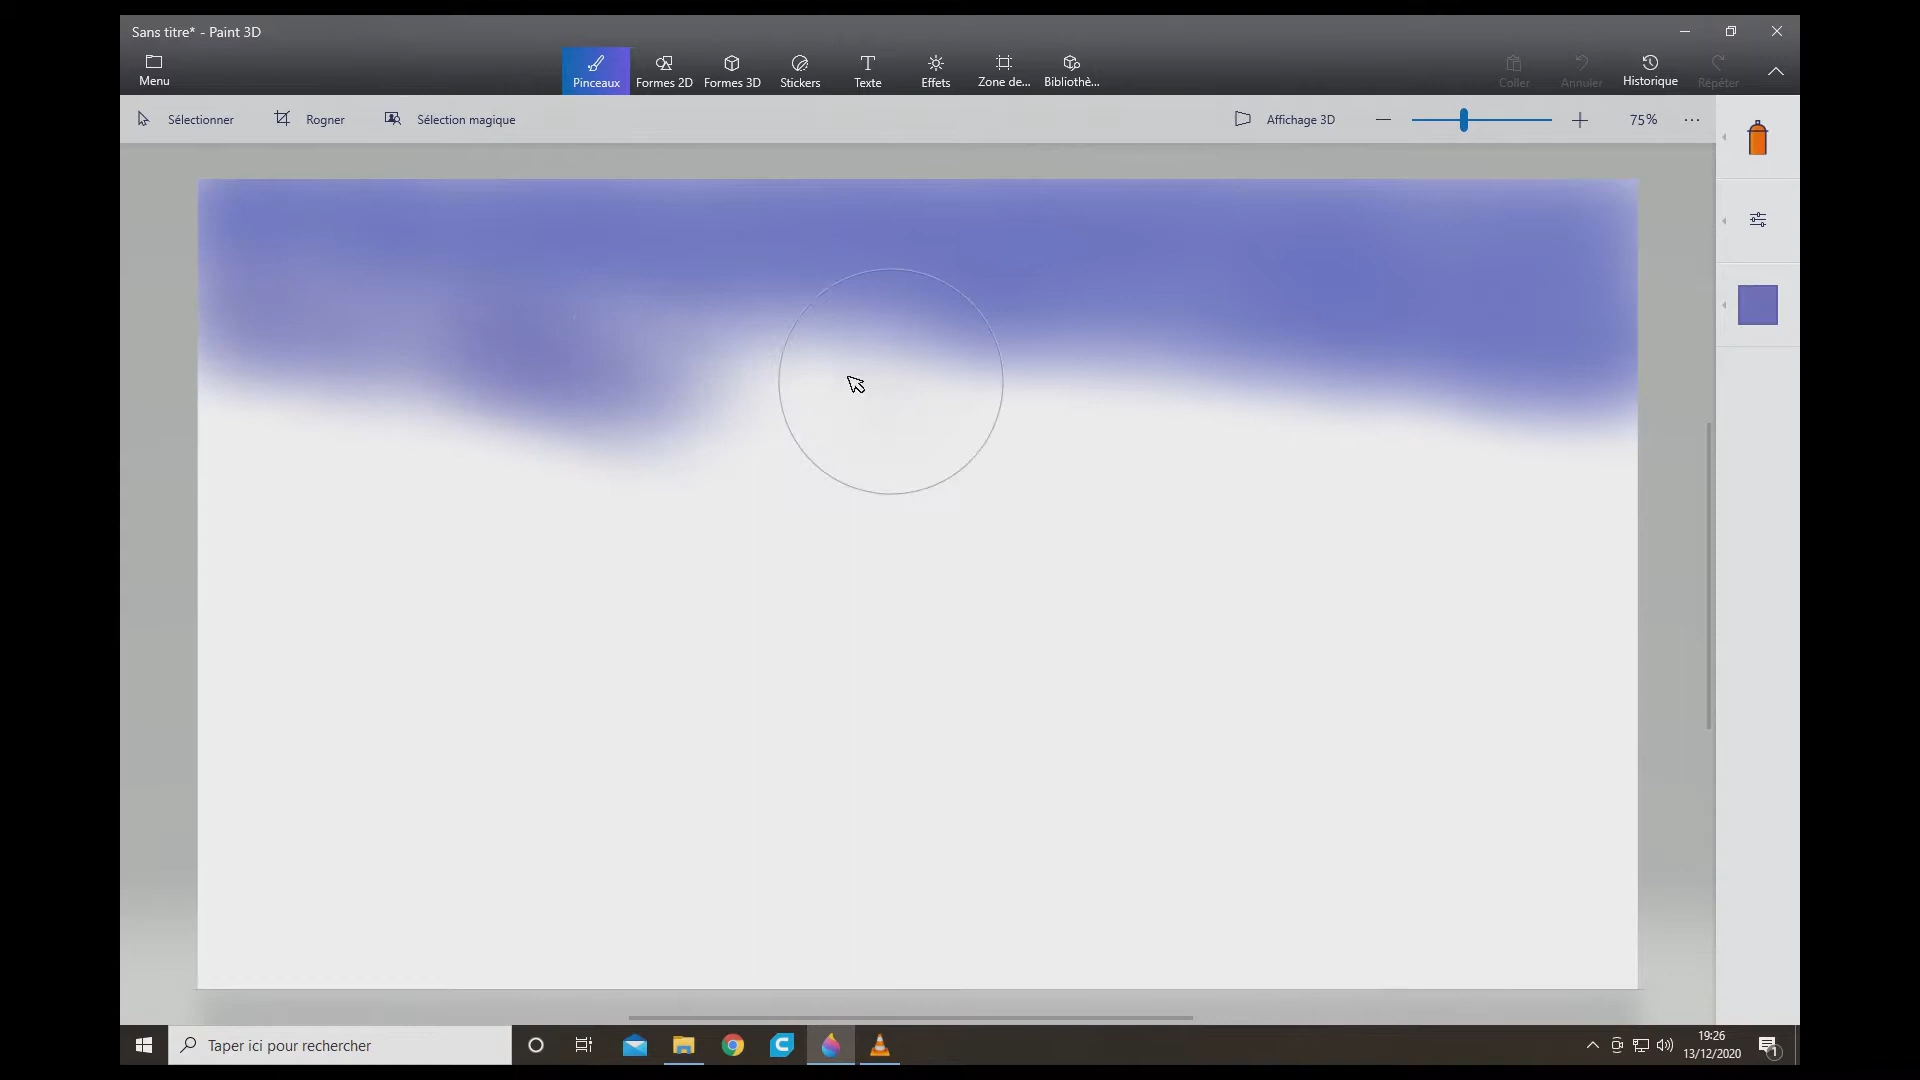 Sans titre* - Paint 3D
Menu
Pinceaux
Formes 2D
Formes 3D
Stickers
Texte
Effets
Zone de...
Bibliothè...
Coller
Annuler
Historique
Répéter
Sélectionner
Rogner
Sélection magique
Affichage 3D
75%
Taper ici pour rechercher
19:26
13/12/2020
1